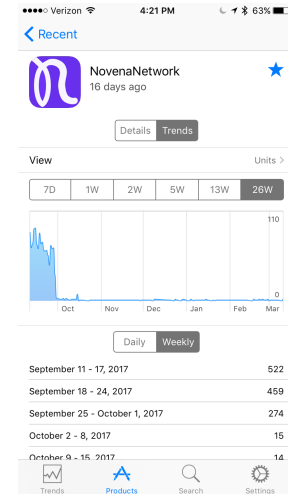 Verizon 4:21 PM 63%
Recent
NovenaNetwork
16 days ago
Details Trends
View Units
7D 1W 2W 5W 13W 26W
110
0
Oct Nov Dec Jan Feb Mar
Daily Weekly
September 11 - 17, 2017 522
September 18 - 24, 2017 459
September 25 - October 1, 2017 274
October 2 - 8, 2017 15
October 9 - 15, 2017 14
Trends Products Search Settings